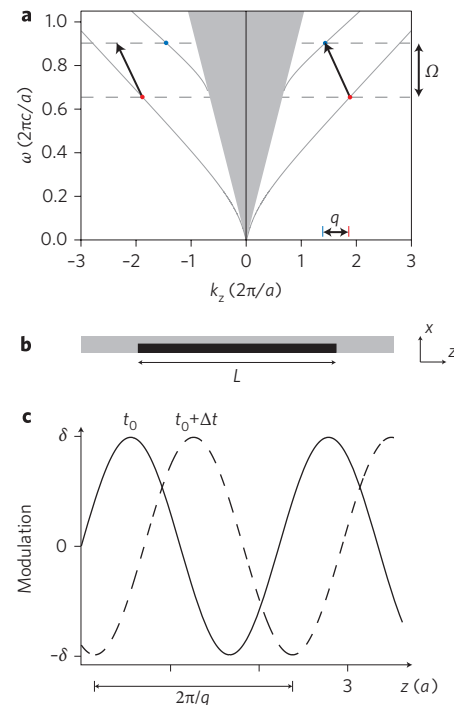 a
ω (2πc/a)
1.0
0.8
0.6
0.4
0.2
0.0
Ω
q
-3 -2 -1 0 1 2 3
k_z (2π/a)
b
L
x
z
c
t_0 t_0+Δt
Modulation
δ
0
-δ
2π/q
3
z (a)